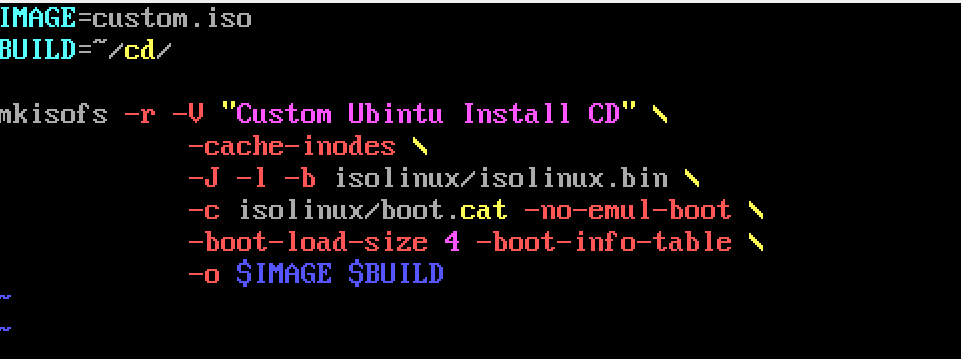 IMAGE=custom.iso
BUILD=~/cd/
mkisofs -r -V "Custom Ubintu Install CD" \
-cache-inodes \
-J -l -b isolinux/isolinux.bin \
-c isolinux/boot.cat -no-emul-boot \
-boot-load-size 4 -boot-info-table \
-o $IMAGE $BUILD
~
~